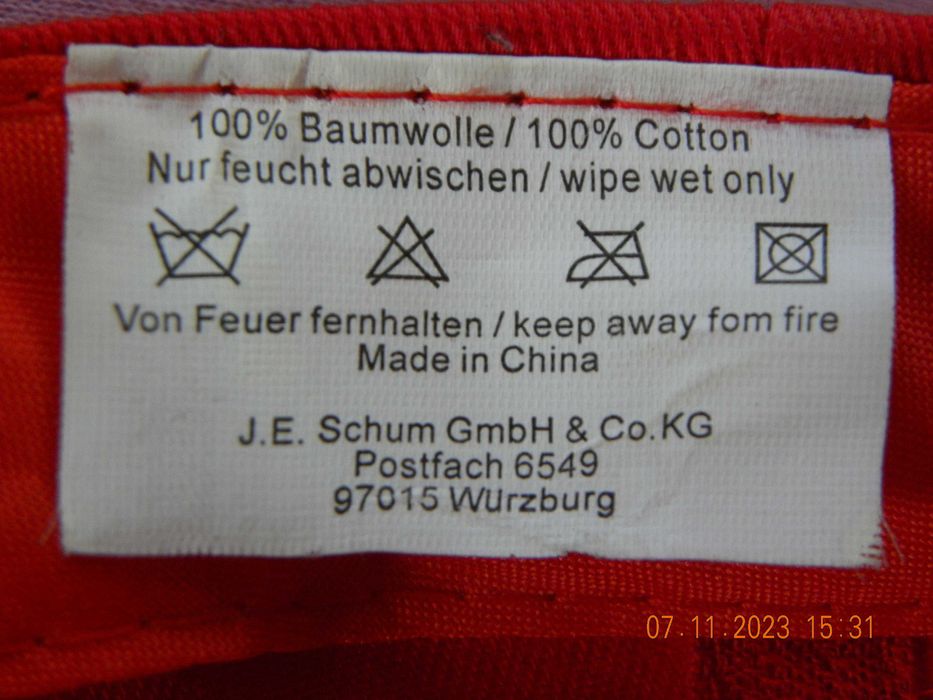 100% Baumwolle / 100% Cotton
Nur feucht abwischen / wipe wet only
Von Feuer fernhalten / keep away fom fire
Made in China
J.E. Schum GmbH & Co.KG
Postfach 6549
97015 Würzburg
07.11.2023 15:31